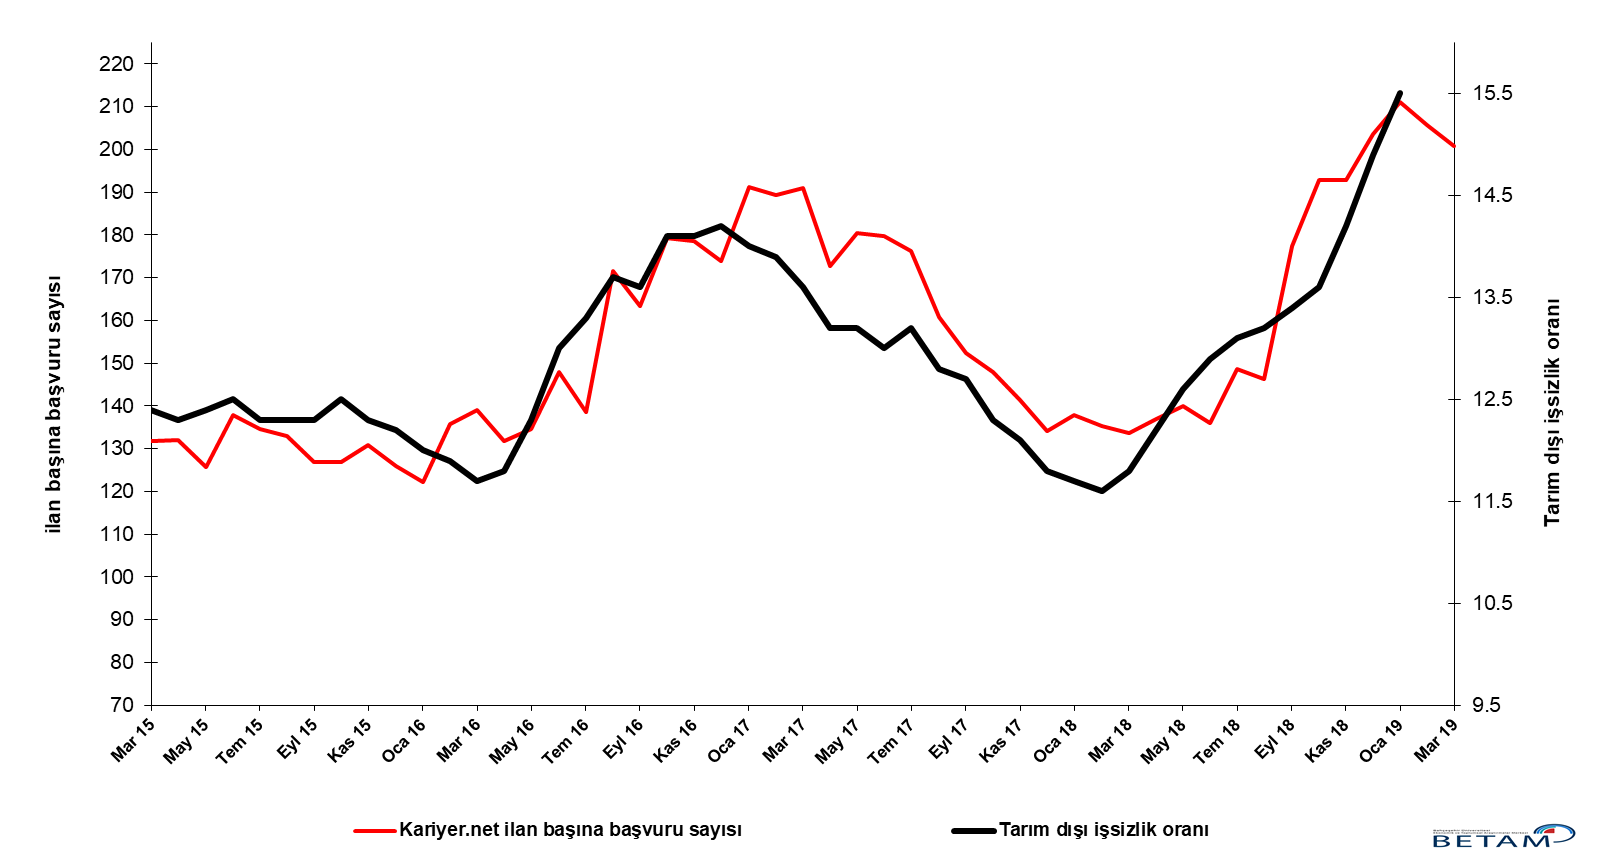 220
210
200
190
180
170
160
150
140
130
120
110
100
90
80
70
ilan başına başvuru sayısı
15.5
14.5
13.5
12.5
11.5
10.5
9.5
Tarım dışı işsizlik oranı
Mar 15
May 15
Tem 15
Eyl 15
Kas 15
Oca 16
Mar 16
May 16
Tem 16
Eyl 16
Kas 16
Oca 17
Mar 17
May 17
Tem 17
Eyl 17
Kas 17
Oca 18
Mar 18
May 18
Tem 18
Eyl 18
Kas 18
Oca 19
Mar 19
Kariyer.net ilan başına başvuru sayısı
Tarım dışı işsizlik oranı
BETAM